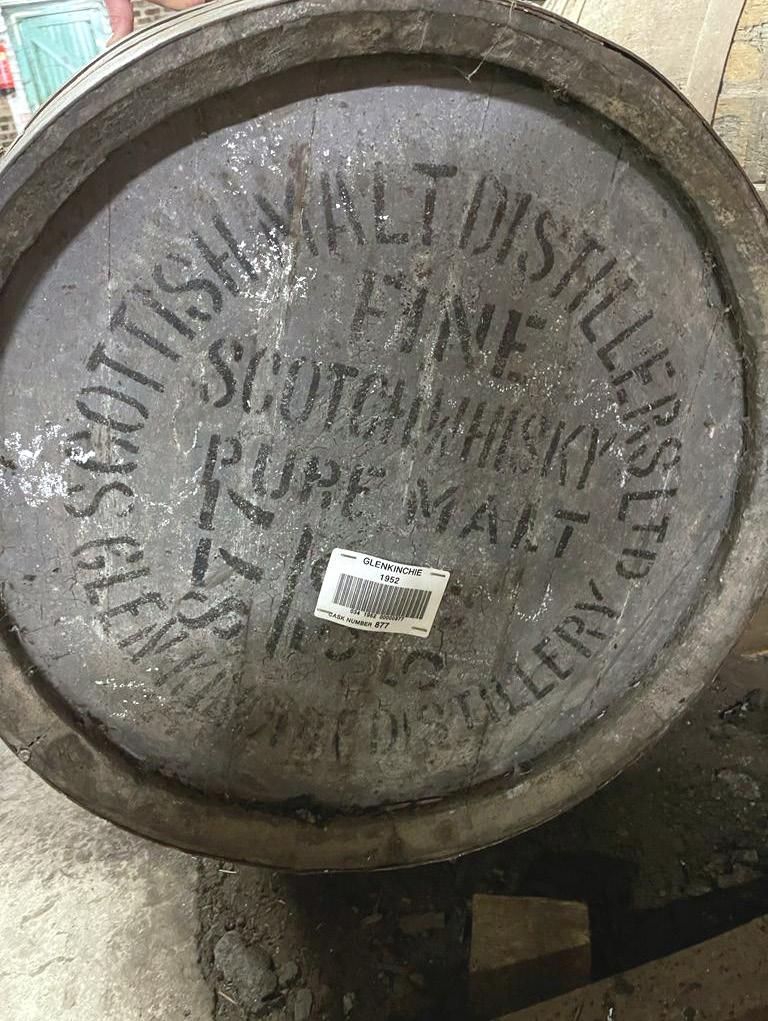 SCOTTISH MALT DISTILLERS LTD
FINE
SCOTCH WHISKY
PURE MALT
GLENKINCHIE DISTILLERY
GLENKINCHIE
1952
CASK NUMBER 877